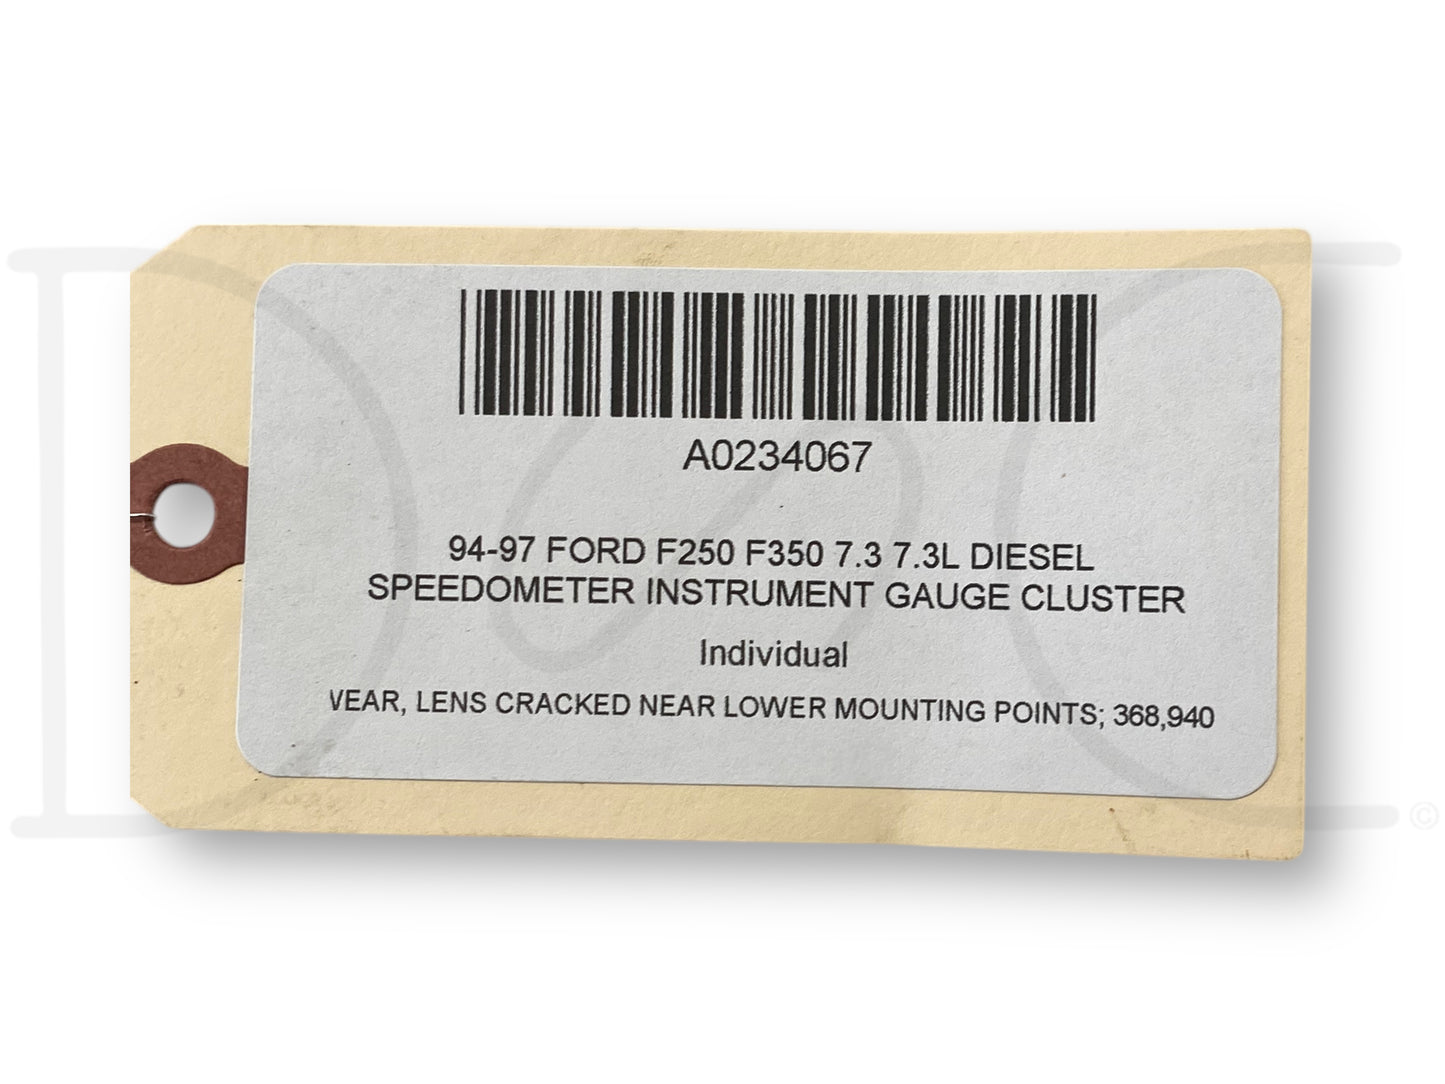 A0234067
94-97 FORD F250 F350 7.3 7.3L DIESEL
SPEEDOMETER INSTRUMENT GAUGE CLUSTER
Individual
VEAR, LENS CRACKED NEAR LOWER MOUNTING POINTS; 368,940
©